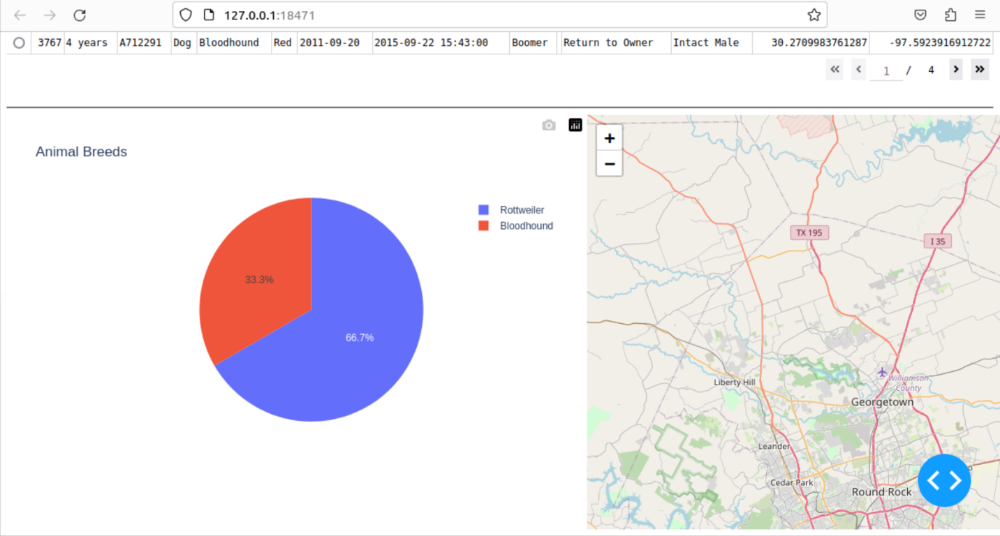 127.0.0.1:18471
3767 4 years A712291 Dog Bloodhound Red 2011-09-20 2015-09-22 15:43:00 Boomer Return to Owner Intact Male 30.2709983761287 -97.5923916912722
« ‹ 1 / 4 › »
Animal Breeds
+
−
Rottweiler
Bloodhound
33.3%
66.7%
TX 195
I 35
Liberty Hill
Williamson
County
Georgetown
Leander
Cedar Park
Round Rock